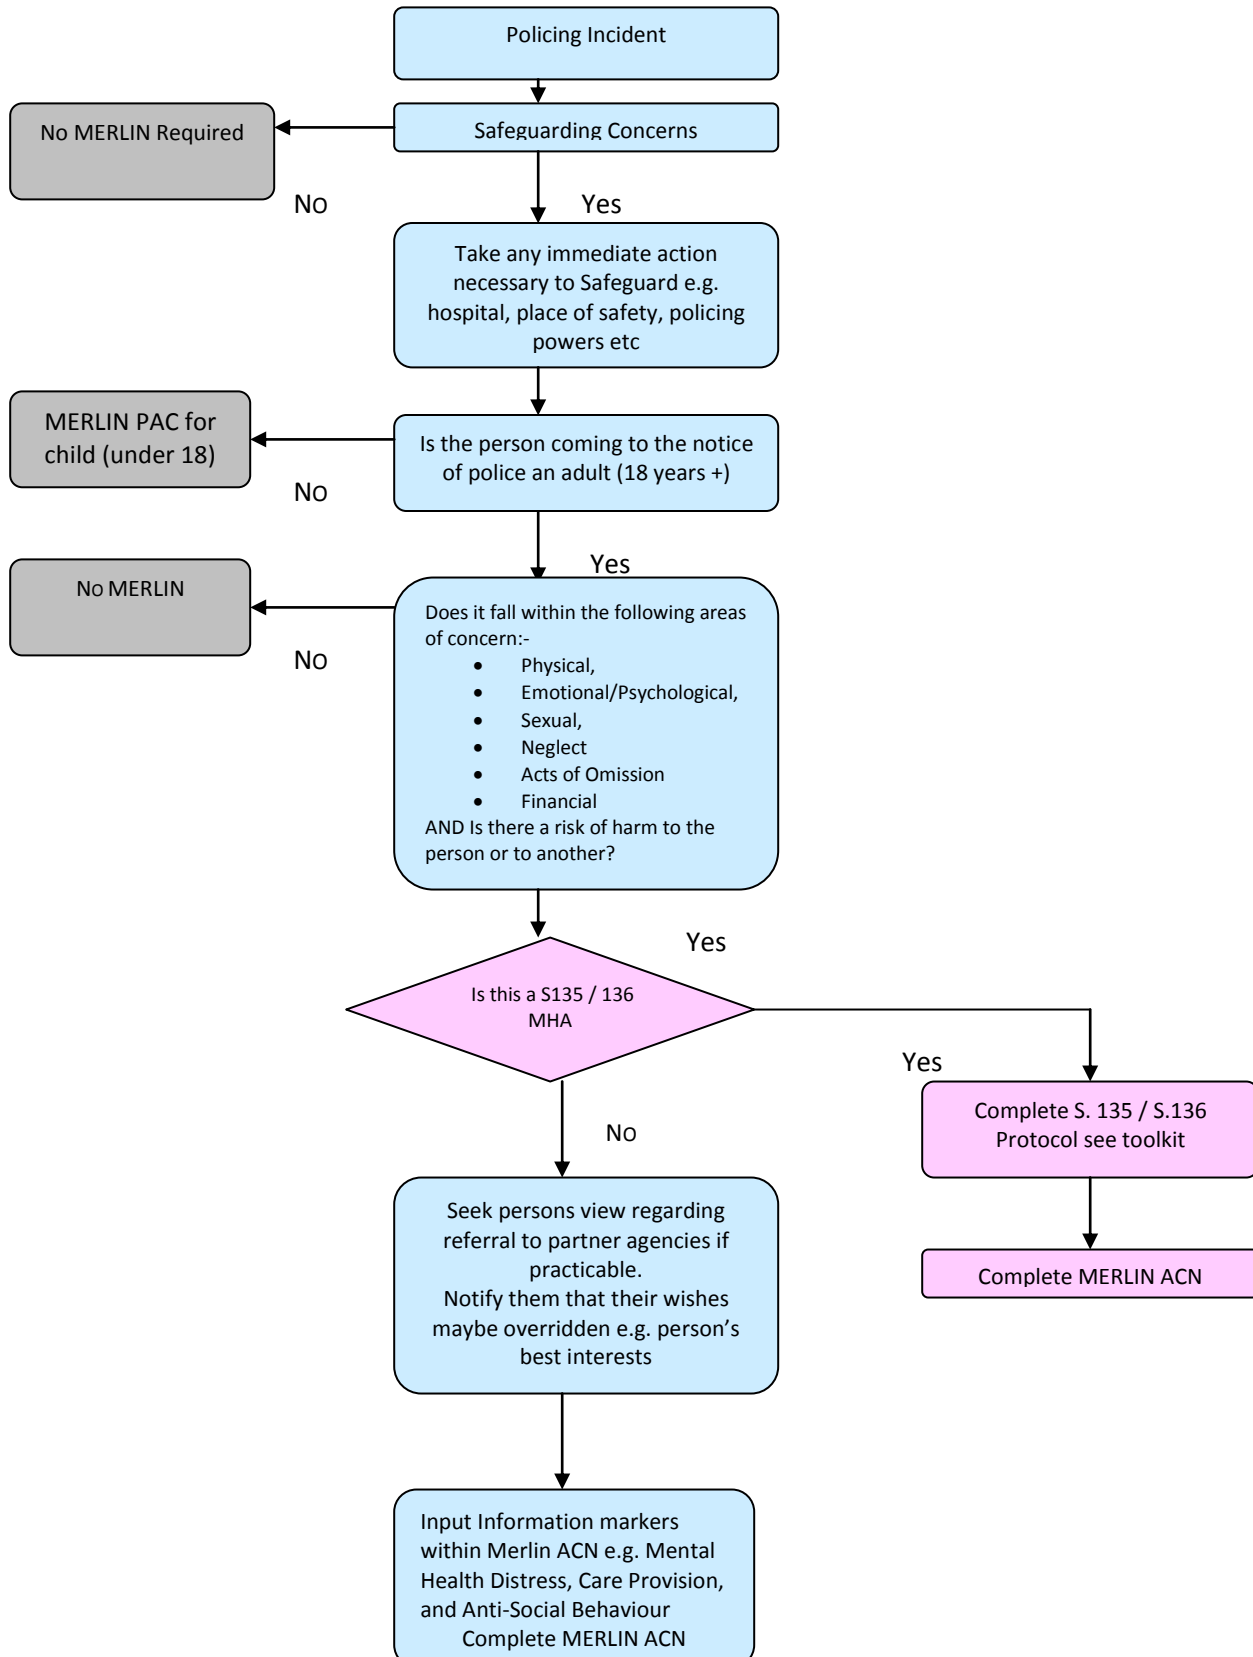 Policing Incident
No MERLIN Required
Safeguarding Concerns
No
Yes
Take any immediate action
necessary to Safeguard e.g.
hospital, place of safety, policing
powers etc
MERLIN PAC for
child (under 18)
Is the person coming to the notice
of police an adult (18 years +)
No
Yes
No MERLIN
No
Does it fall within the following areas
of concern:-
• Physical,
• Emotional/Psychological,
• Sexual,
• Neglect
• Acts of Omission
• Financial
AND Is there a risk of harm to the
person or to another?
Yes
Is this a S135 / 136
MHA
Yes
No
Complete S. 135 / S.136
Protocol see toolkit
Complete MERLIN ACN
Seek persons view regarding
referral to partner agencies if
practicable.
Notify them that their wishes
maybe overridden e.g. person’s
best interests
Input Information markers
within Merlin ACN e.g. Mental
Health Distress, Care Provision,
and Anti-Social Behaviour
Complete MERLIN ACN